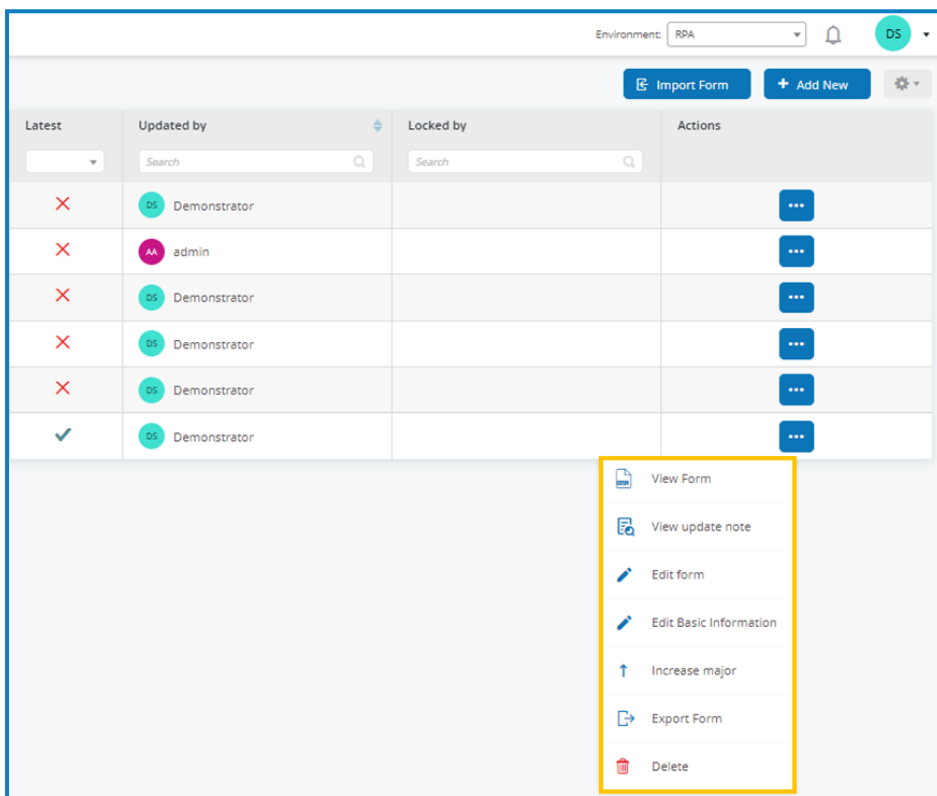 Environment: RPA DS
Import Form + Add New
Latest Updated by Locked by Actions
Search Search
DS Demonstrator
AA admin
DS Demonstrator
DS Demonstrator
DS Demonstrator
DS Demonstrator
View Form
View update note
Edit form
Edit Basic Information
Increase major
Export Form
Delete